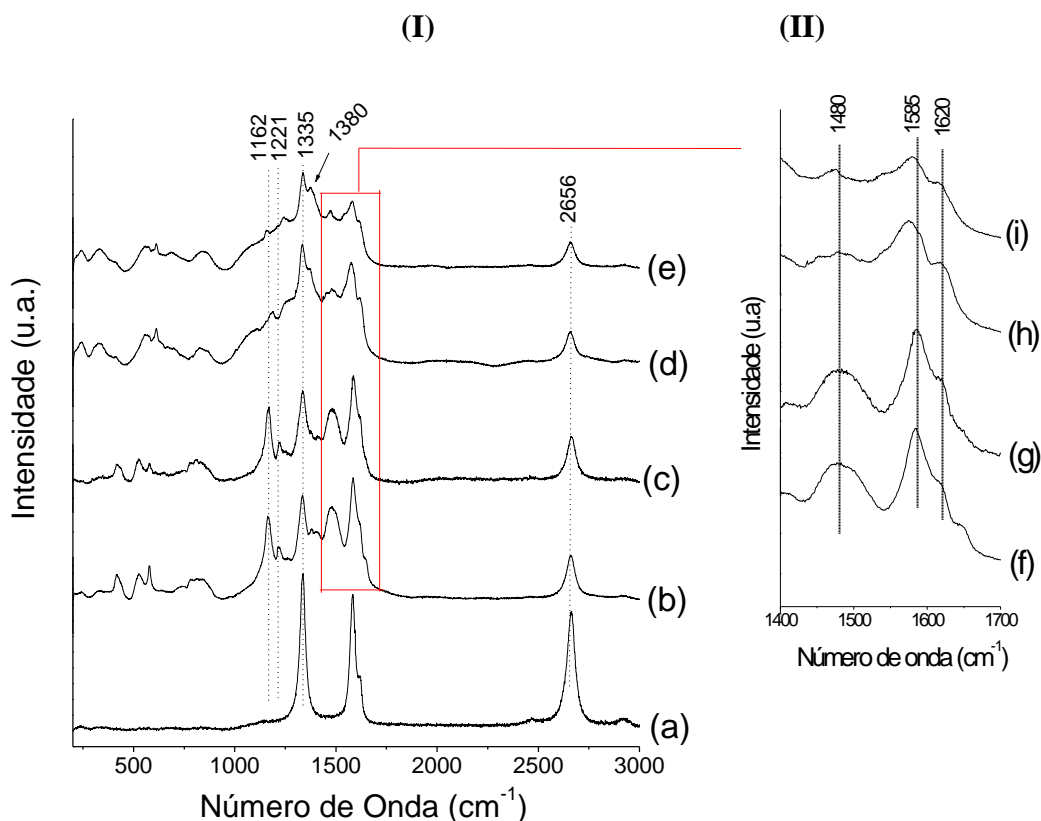 (I)
(II)
1162
1221
1335
1380
2656
(e)
(d)
(c)
(b)
(a)
Intensidade (u.a.)
500
1000
1500
2000
2500
3000
Número de Onda (cm⁻¹)
1480
1585
1620
(i)
(h)
(g)
(f)
Intensidade (u.a)
1400
1500
1600
1700
Número de onda (cm⁻¹)